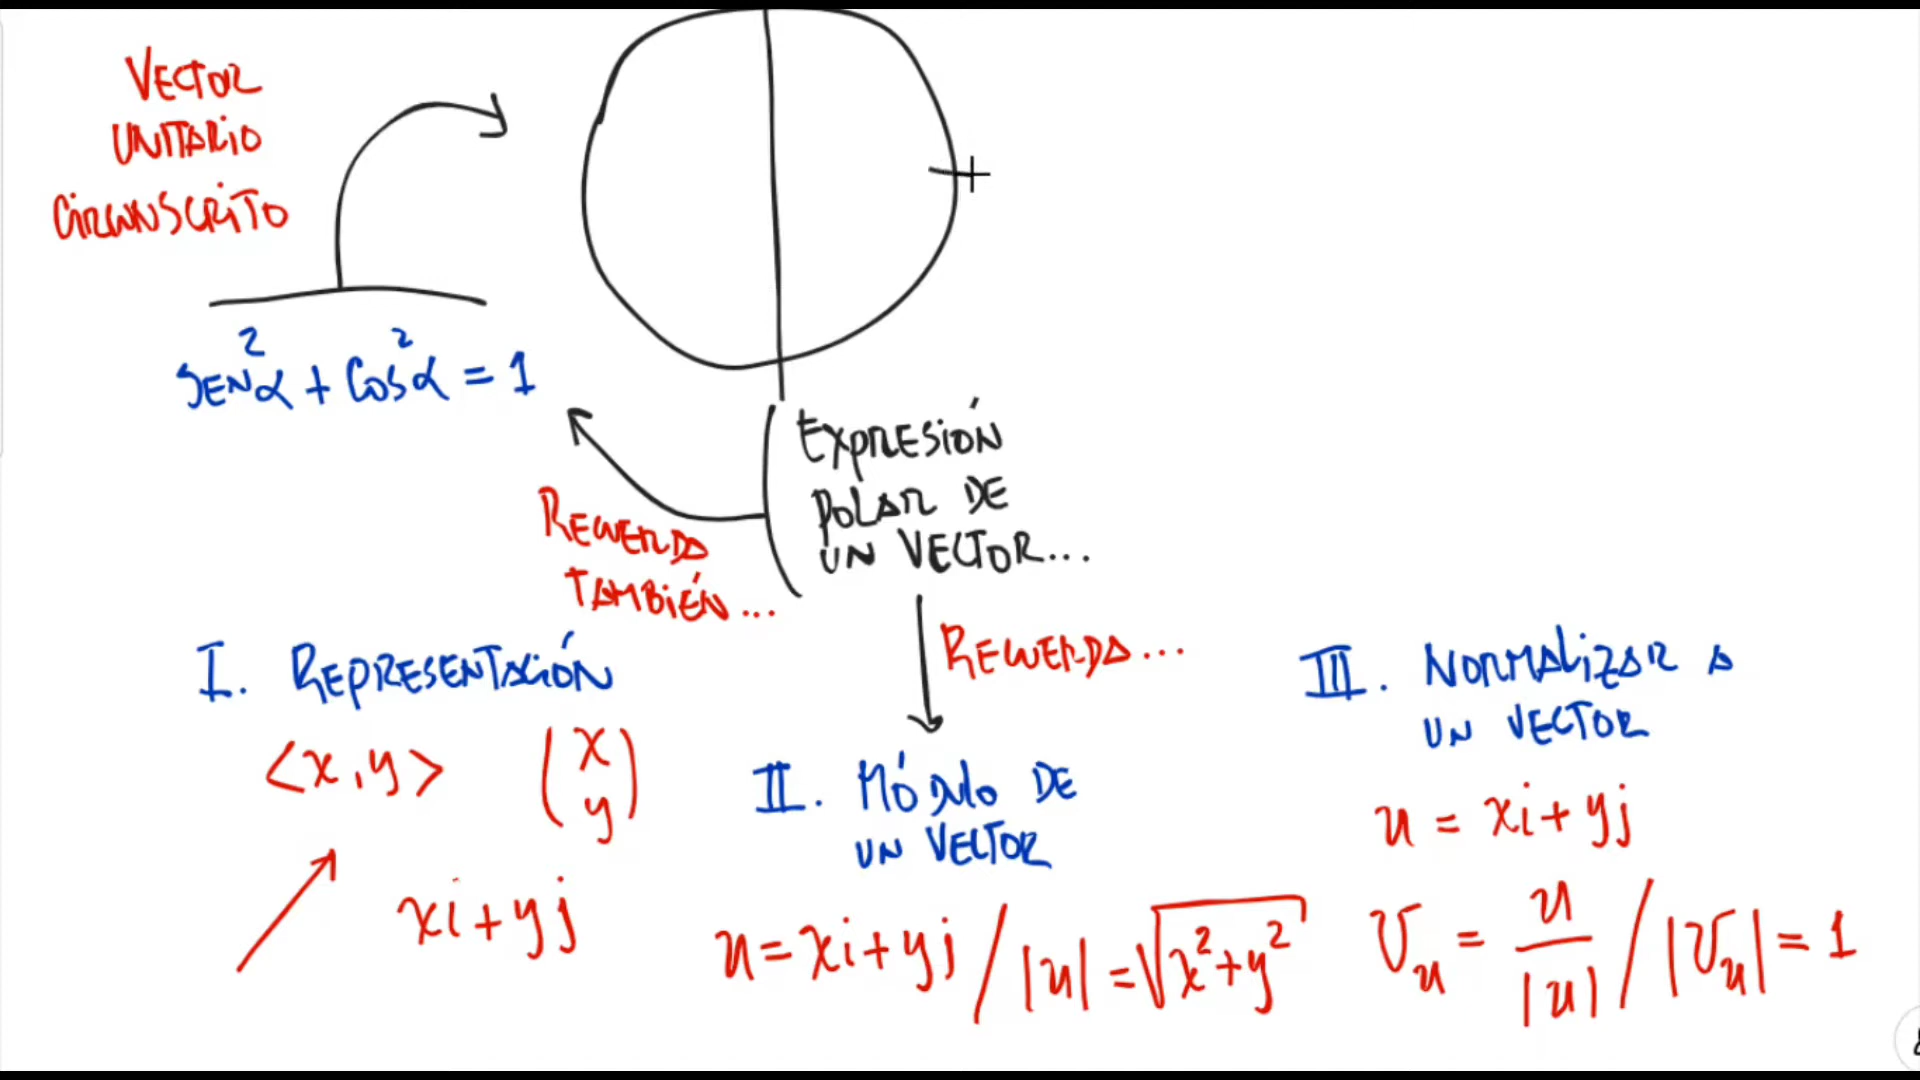 VECTOR
UNITARIO
CIRCUNSCRITO
SEN²α + COS²α = 1
EXPRESIÓN
POLAR DE
UN VECTOR...
RECUERDA
TAMBIÉN...
RECUERDA...
I. REPRESENTACIÓN
<x,y> (x y)
xi+yj
II. MÓDULO DE
UN VECTOR
u=xi+yj / |u|=√x²+y²
III. NORMALIZAR A
UN VECTOR
u = xi+yj
Vu = u/|u| / |Vu| = 1